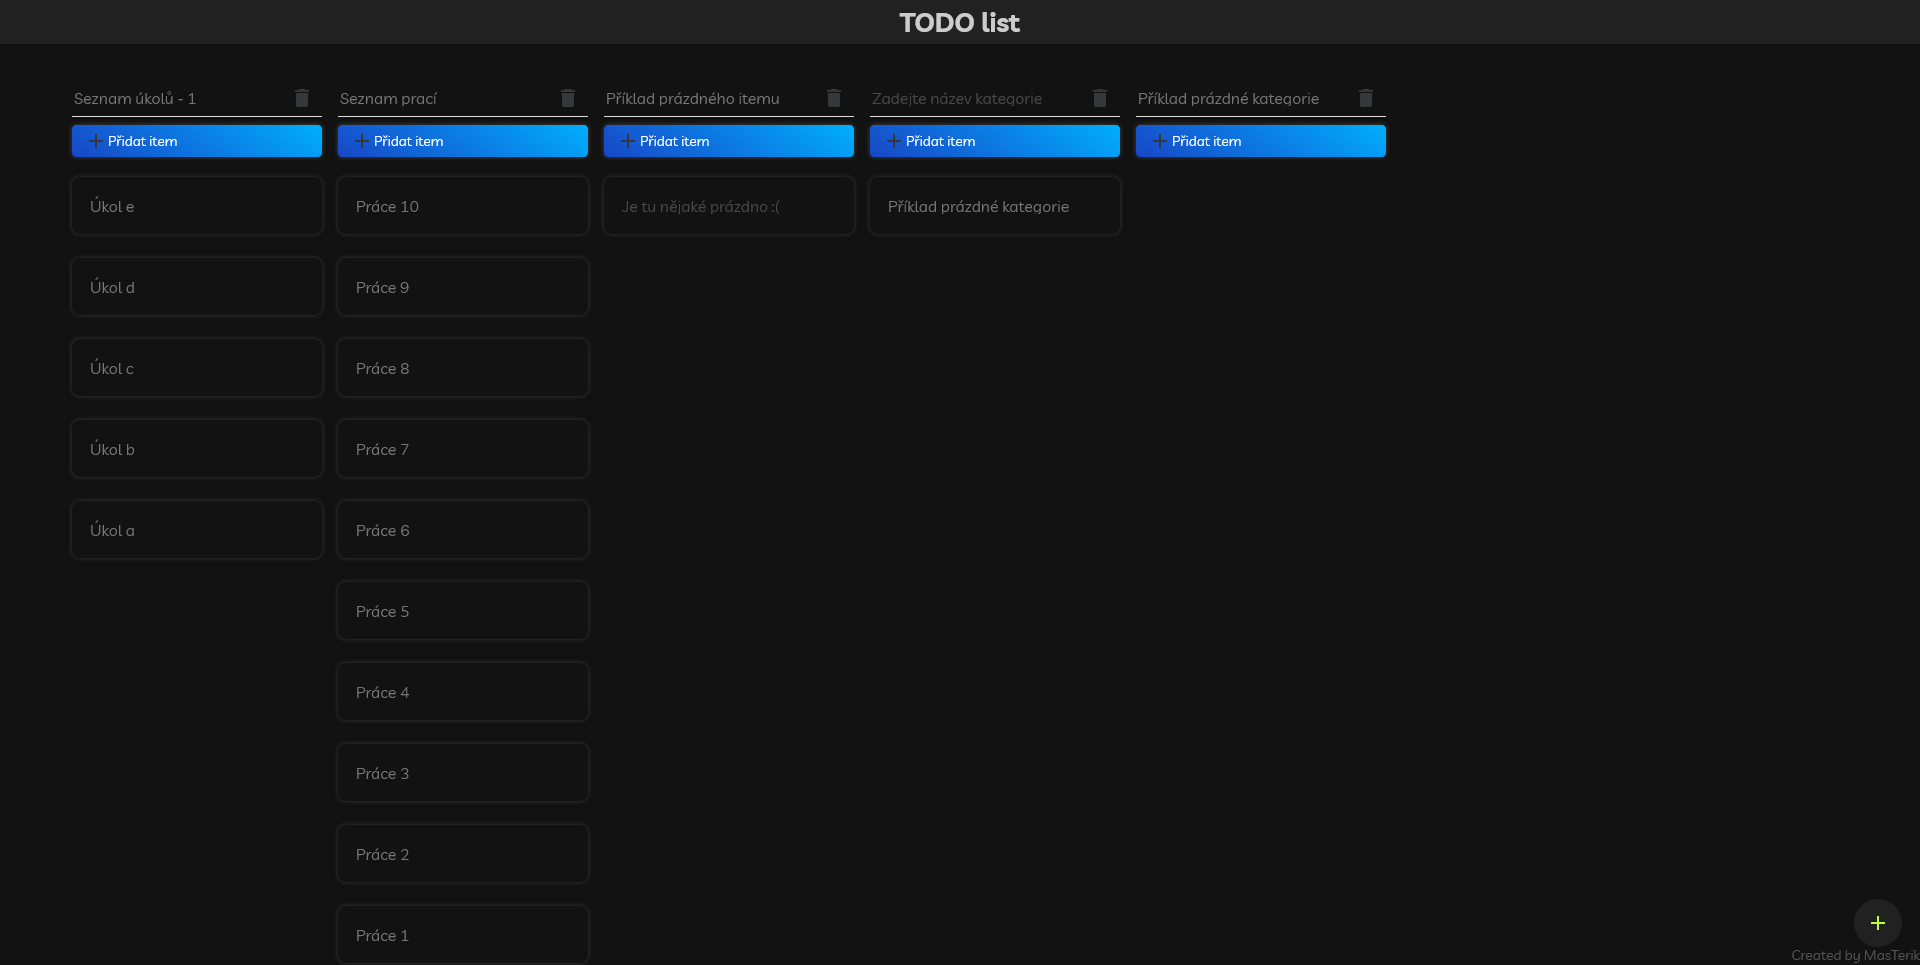 TODO list
Seznam úkolů - 1
Přidat item
Úkol e
Úkol d
Úkol c
Úkol b
Úkol a
Seznam prací
Přidat item
Práce 10
Práce 9
Práce 8
Práce 7
Práce 6
Práce 5
Práce 4
Práce 3
Práce 2
Práce 1
Příklad prázdného itemu
Přidat item
Je tu nějaké prázdno :(
Zadejte název kategorie
Přidat item
Příklad prázdné kategorie
Příklad prázdné kategorie
Přidat item
Created by MasTerik